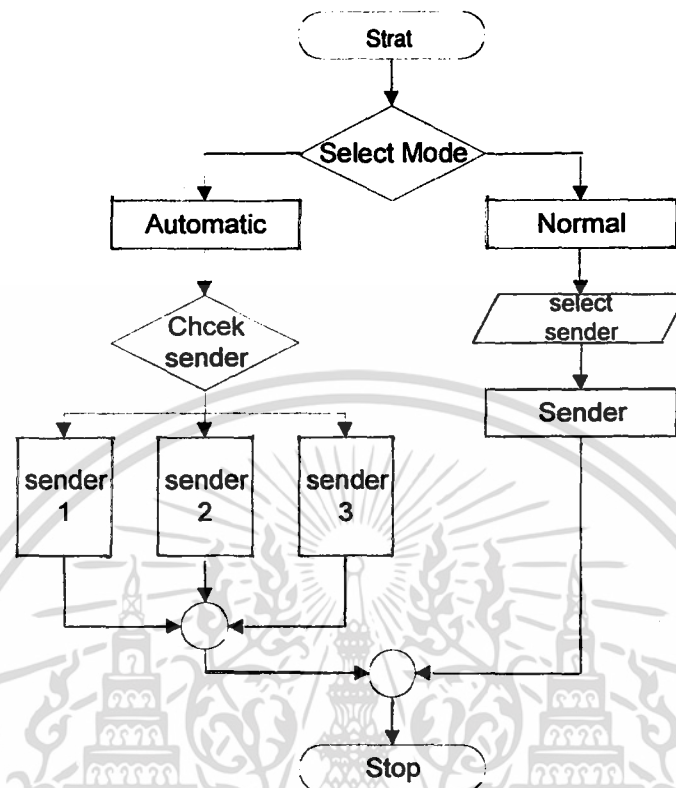 Strat
Select Mode
Automatic
Normal
Chcek
sender
select
sender
Sender
sender
1
sender
2
sender
3
Stop